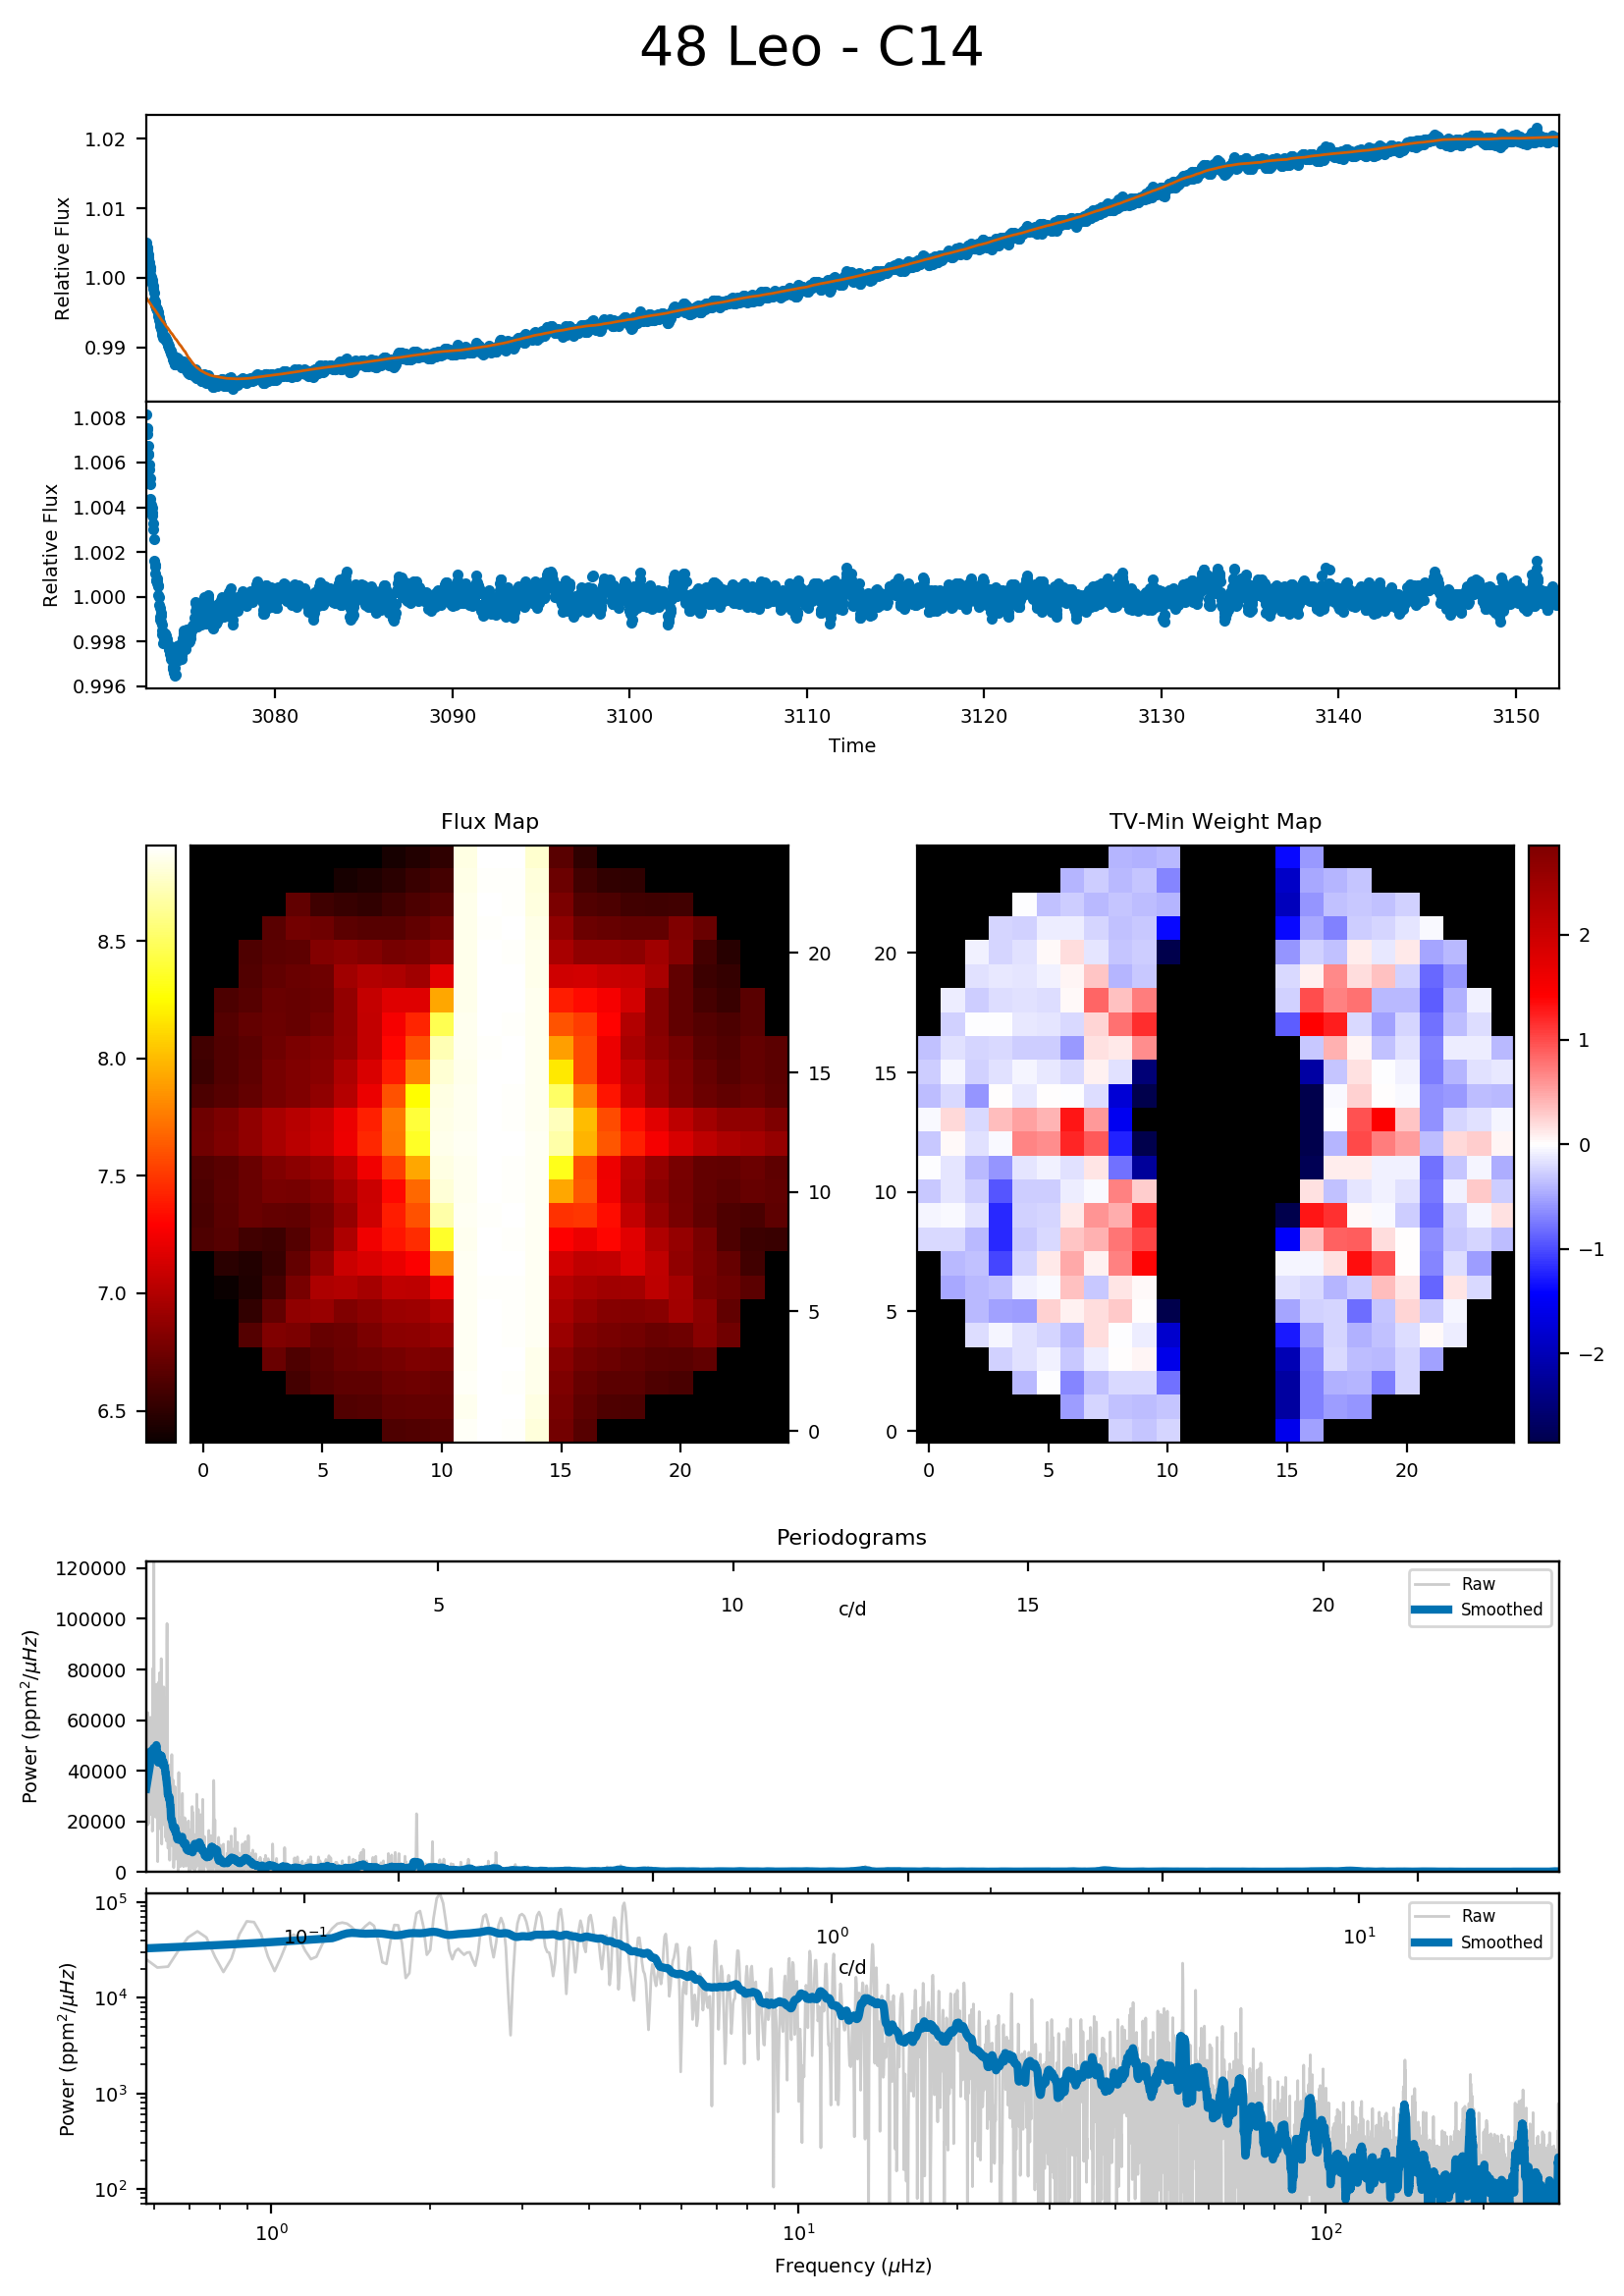 48 Leo - C14
1.02
1.01
1.00
0.99
Relative Flux
1.008
1.006
1.004
1.002
1.000
0.998
0.996
Relative Flux
3080 3090 3100 3110 3120 3130 3140 3150
Time
Flux Map
8.5
8.0
7.5
7.0
6.5
20
15
10
5
0
0 5 10 15 20
TV-Min Weight Map
20
15
10
5
0
0 5 10 15 20
2
1
0
−1
−2
Periodograms
120000
100000
80000
60000
40000
20000
0
Power (ppm²/μHz)
5 10 15 20
c/d
Raw
Smoothed
10⁵
10⁴
10³
10²
Power (ppm²/μHz)
10⁻¹ 10⁰ 10¹
c/d
Raw
Smoothed
10⁰ 10¹ 10²
Frequency (μHz)